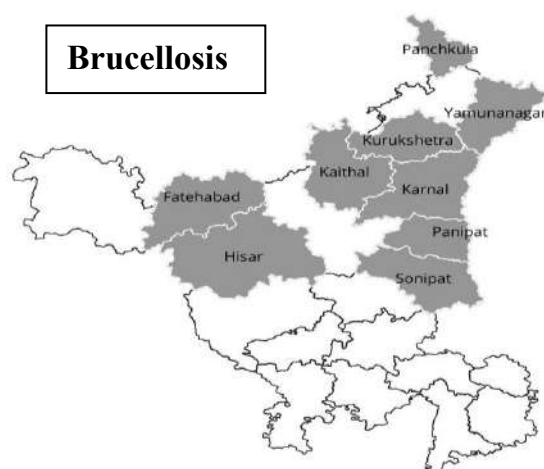 Brucellosis
Panchkula
Yamunanagar
Kurukshetra
Kaithal
Karnal
Fatehabad
Panipat
Hisar
Sonipat